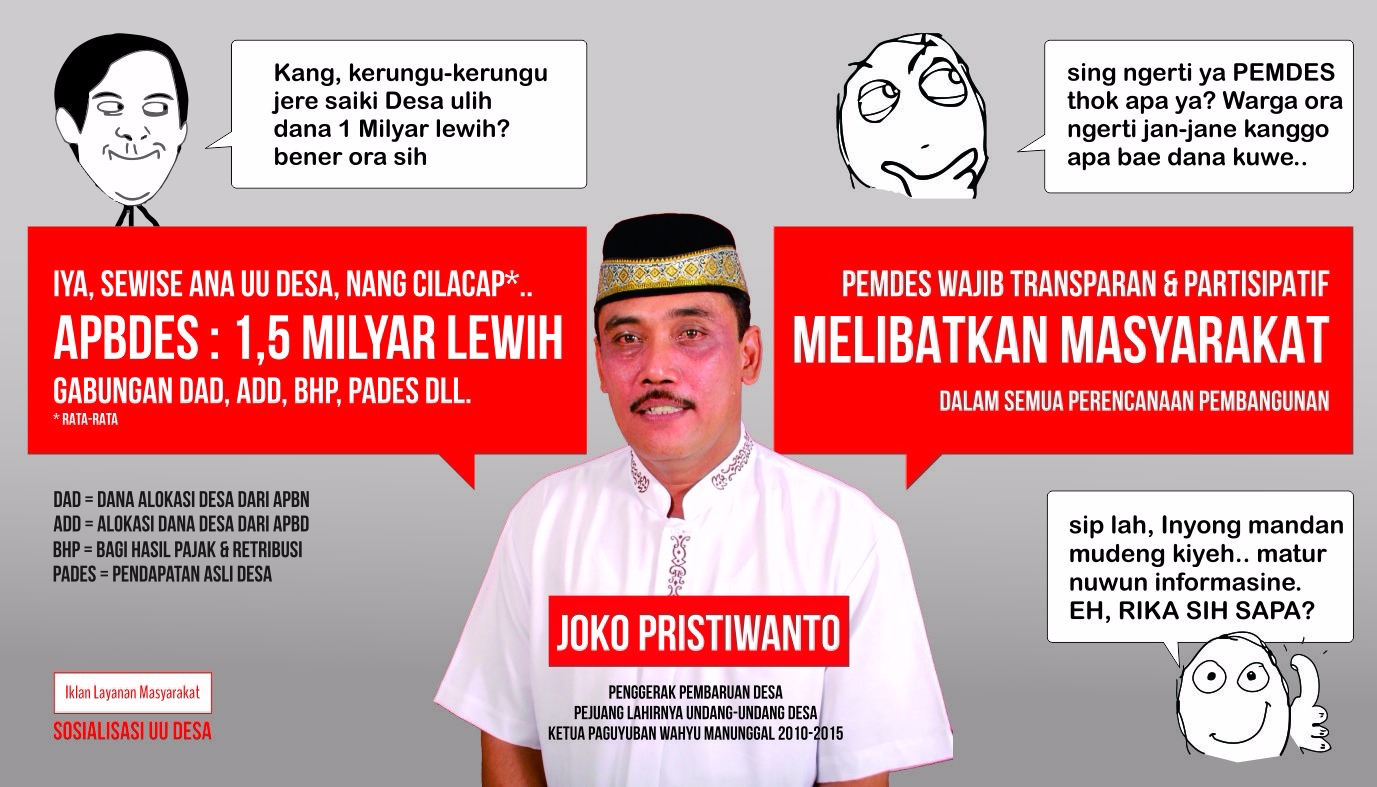 Kang, kerungu-kerungu
jere saiki Desa ulih
dana 1 Milyar lewih?
bener ora sih
sing ngerti ya PEMDES
thok apa ya? Warga ora
ngerti jan-jane kanggo
apa bae dana kuwe..
IYA, SEWISE ANA UU DESA, NANG CILACAP*..
APBDES : 1,5 MILYAR LEWIH
GABUNGAN DAD, ADD, BHP, PADES DLL.
* RATA-RATA
PEMDES WAJIB TRANSPARAN & PARTISIPATIF
MELIBATKAN MASYARAKAT
DALAM SEMUA PERENCANAAN PEMBANGUNAN
DAD = DANA ALOKASI DESA DARI APBN
ADD = ALOKASI DANA DESA DARI APBD
BHP = BAGI HASIL PAJAK & RETRIBUSI
PADES = PENDAPATAN ASLI DESA
sip lah, Inyong mandan
mudeng kiyeh.. matur
nuwun informasine.
EH, RIKA SIH SAPA?
JOKO PRISTIWANTO
PENGGERAK PEMBARUAN DESA
PEJUANG LAHIRNYA UNDANG-UNDANG DESA
KETUA PAGUYUBAN WAHYU MANUNGGAL 2010-2015
Iklan Layanan Masyarakat
SOSIALISASI UU DESA